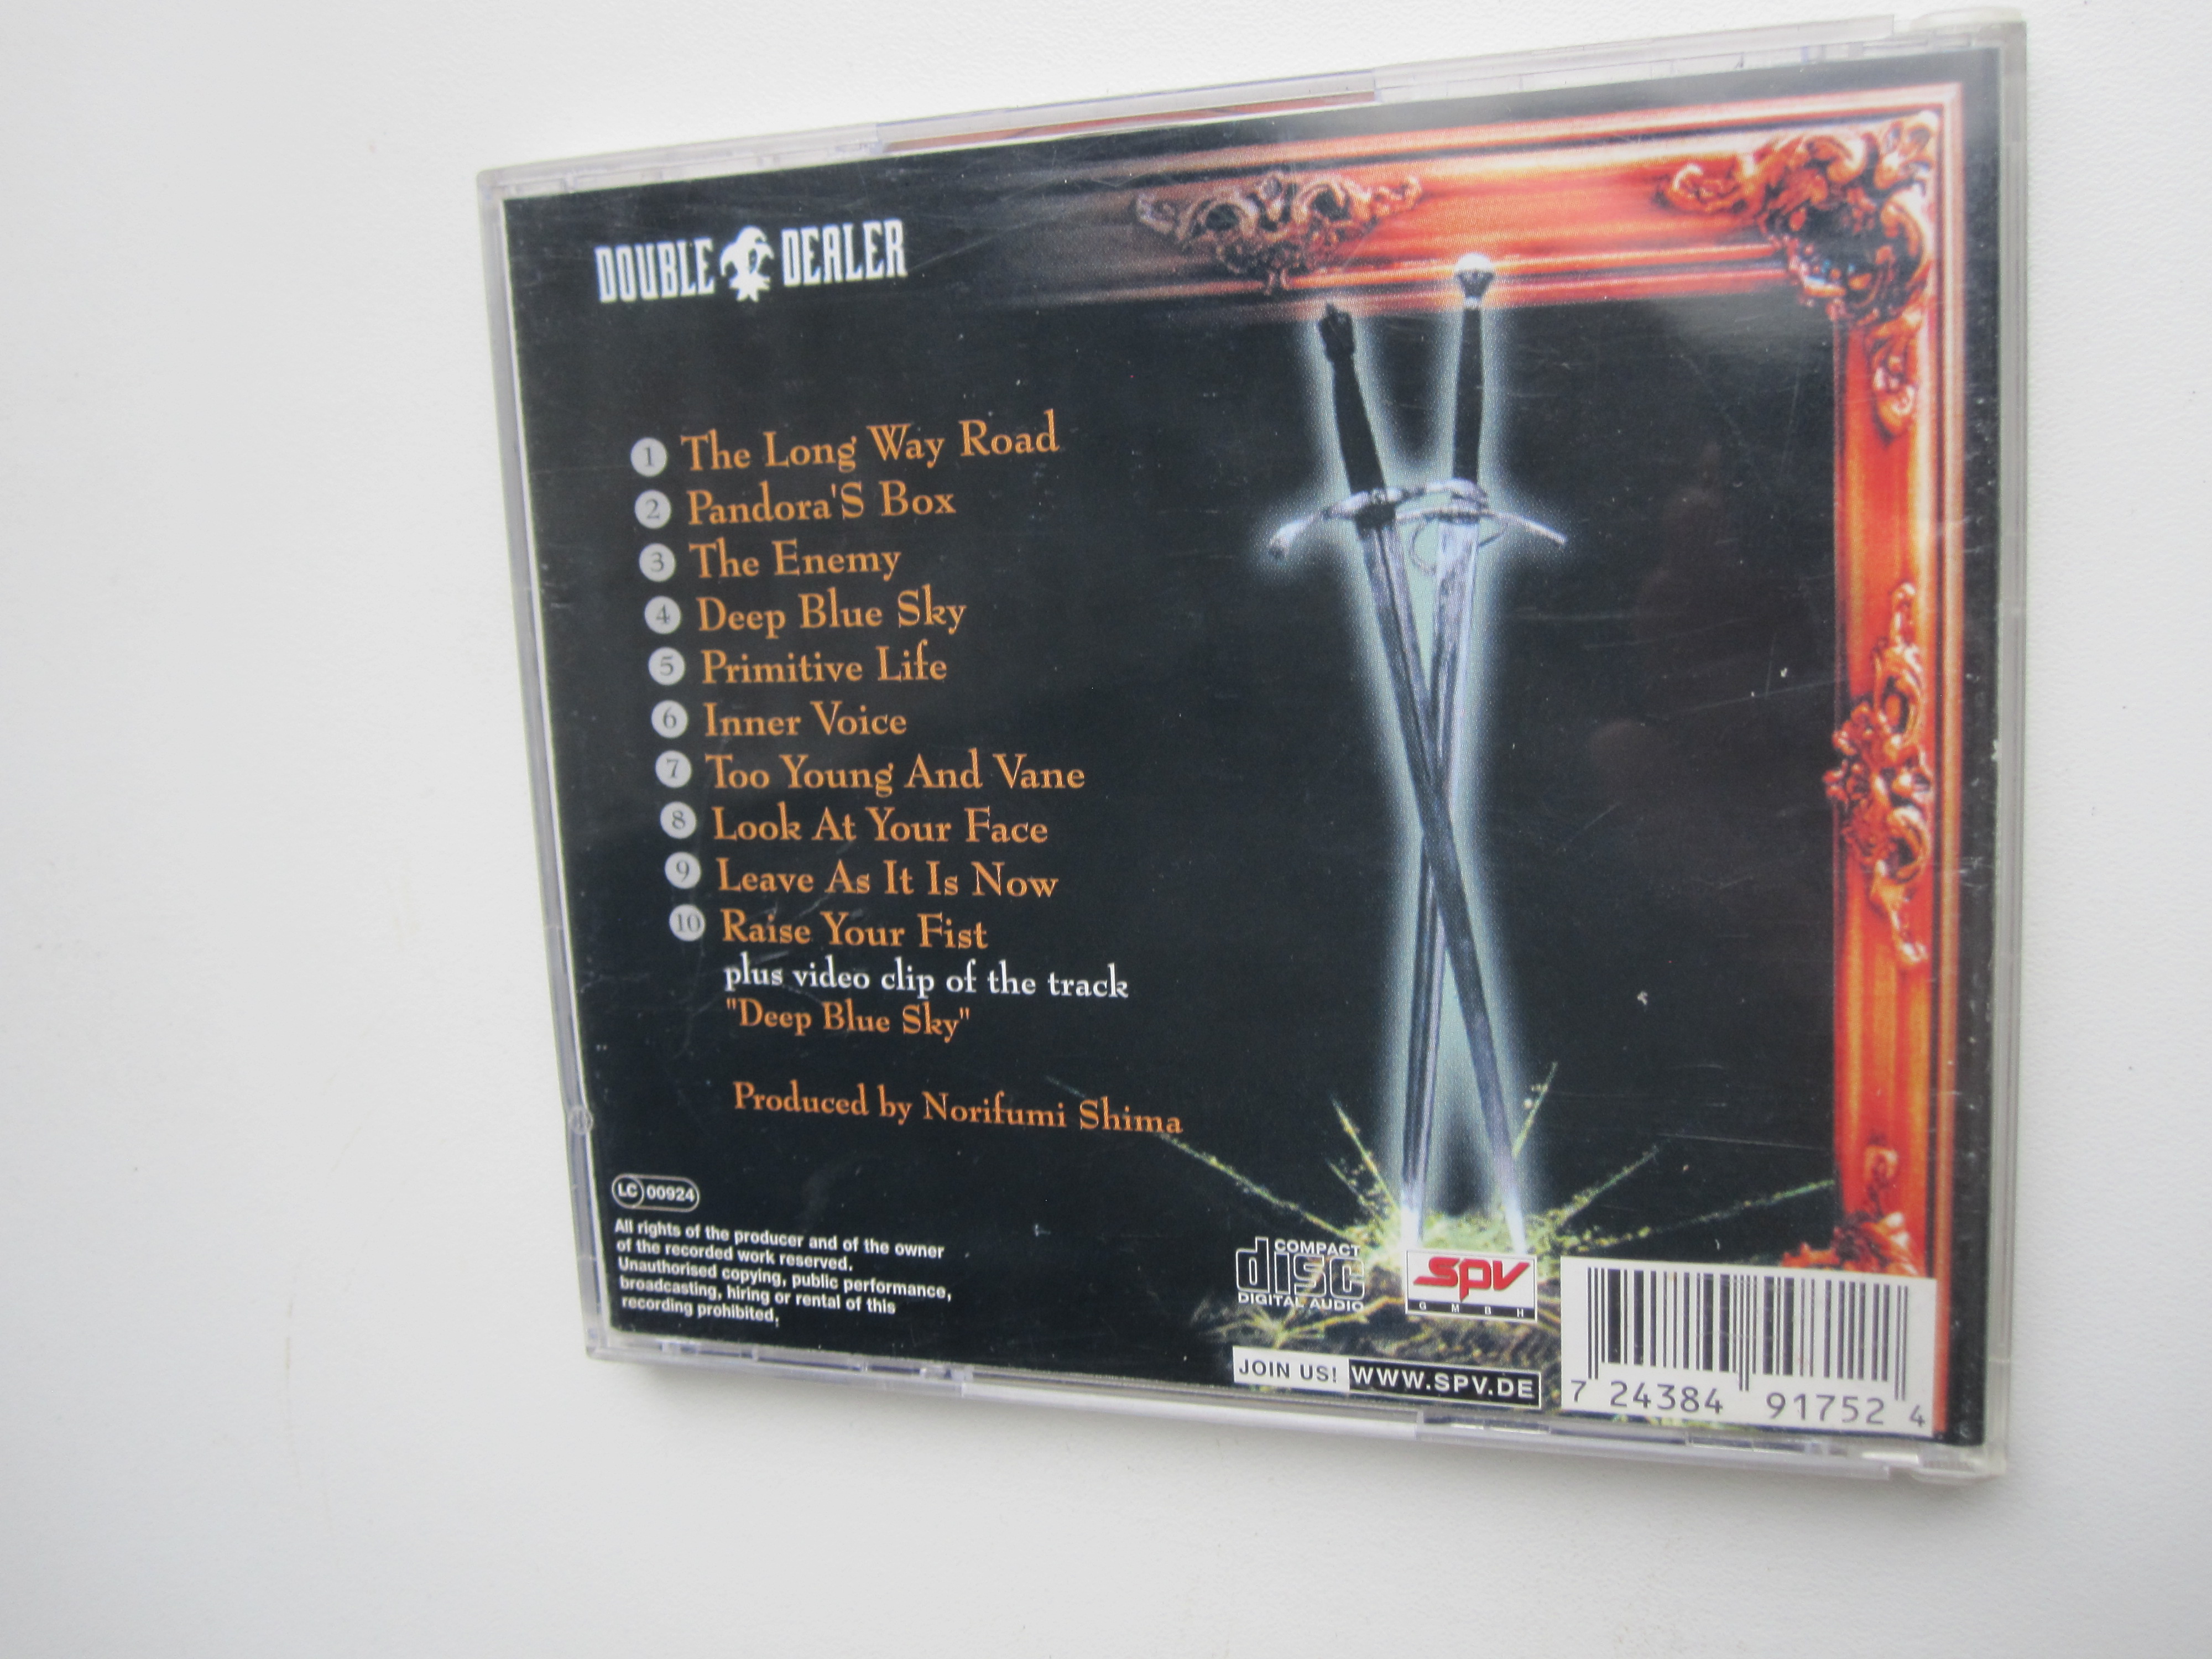 DOUBLE DEALER
1 The Long Way Road
2 Pandora'S Box
3 The Enemy
4 Deep Blue Sky
5 Primitive Life
6 Inner Voice
7 Too Young And Vane
8 Look At Your Face
9 Leave As It Is Now
10 Raise Your Fist
plus video clip of the track
"Deep Blue Sky"
Produced by Norifumi Shima
LC 00924
All rights of the producer and of the owner
of the recorded work reserved.
Unauthorised copying, public performance,
broadcasting, hiring or rental of this
recording prohibited.
COMPACT
disc
DIGITAL AUDIO
spv
GMBH
JOIN US! WWW.SPV.DE
7 24384 91752 4